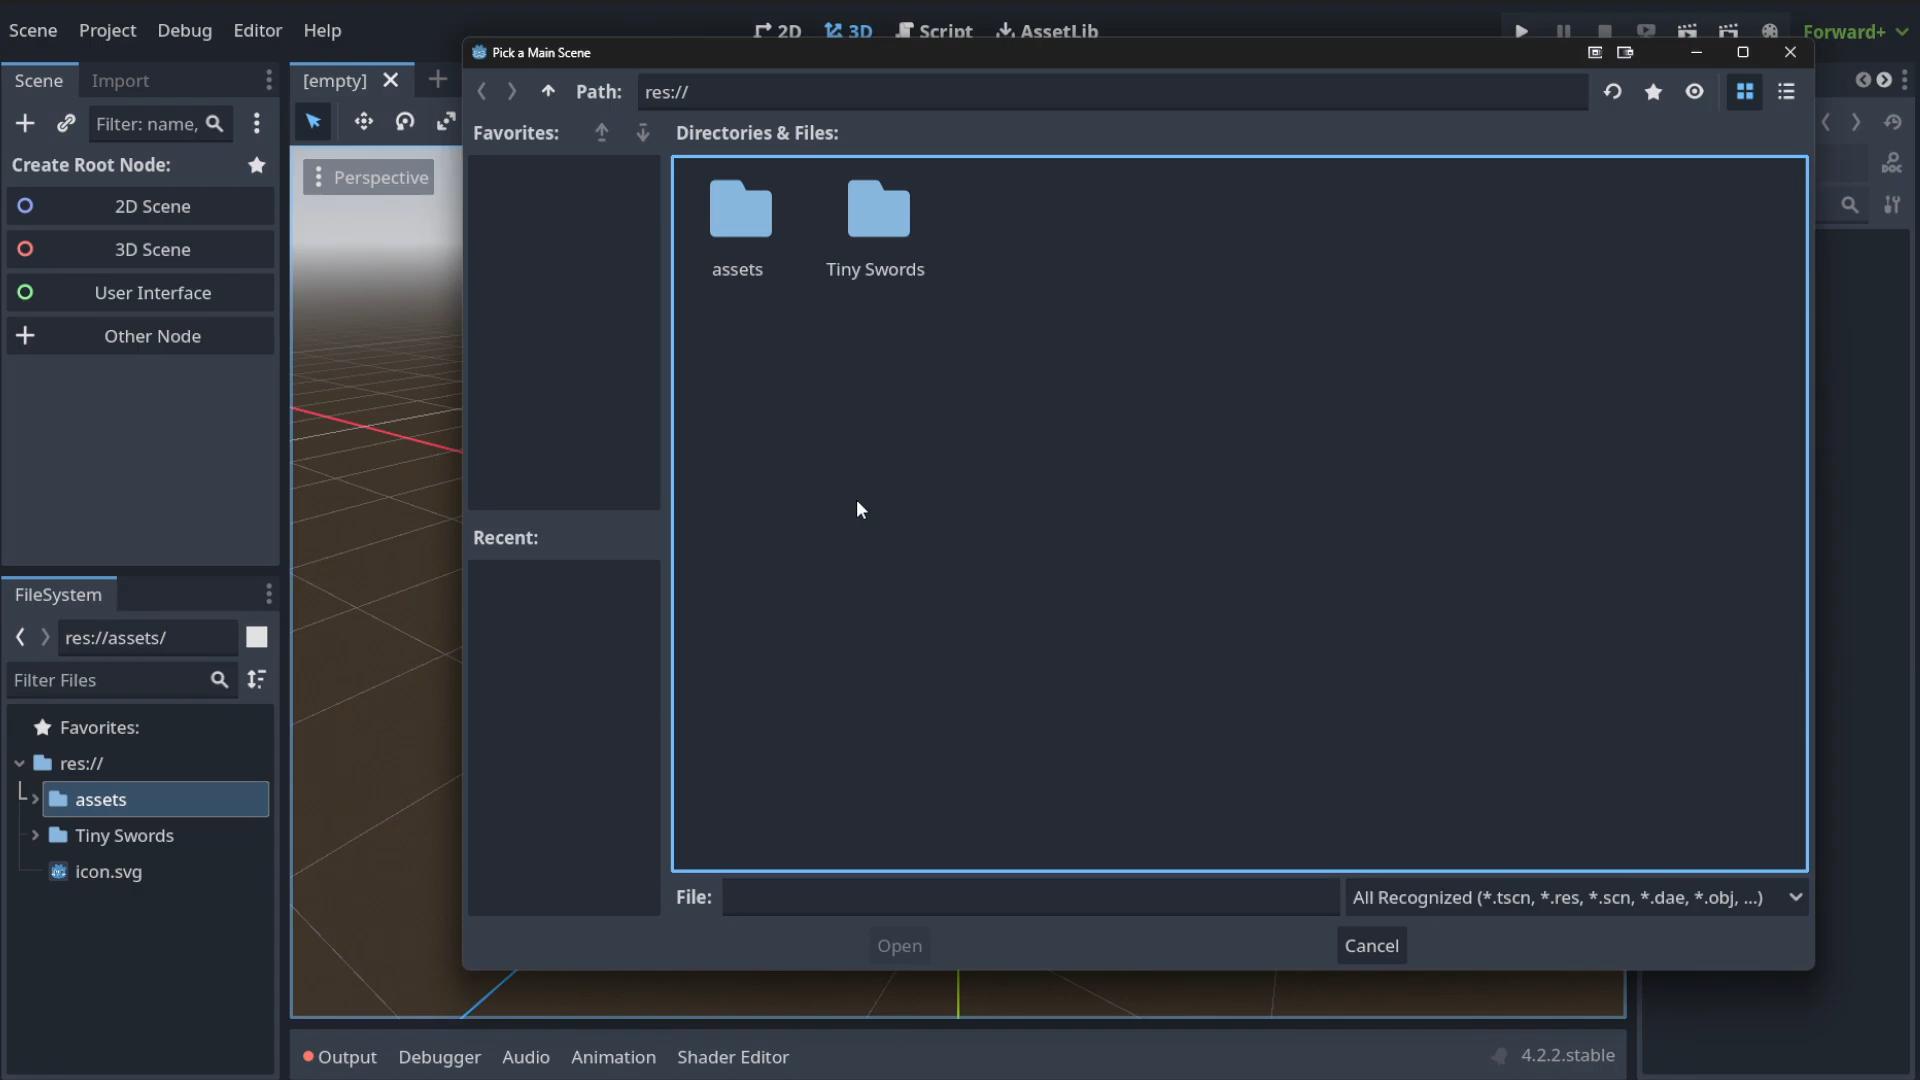 Scene Project Debug Editor Help
2D 3D Script AssetLib
Forward+
Pick a Main Scene
Scene Import
[empty]
Path: res://
Filter: name,
Favorites: Directories & Files:
Create Root Node:
DOC
Perspective
2D Scene
3D Scene
User Interface
Other Node
assets Tiny Swords
Recent:
FileSystem
res://assets/
Filter Files
Favorites:
res://
assets
Tiny Swords
icon.svg
File: All Recognized (*.tscn, *.res, *.scn, *.dae, *.obj, ...)
Open Cancel
Output Debugger Audio Animation Shader Editor 4.2.2.stable